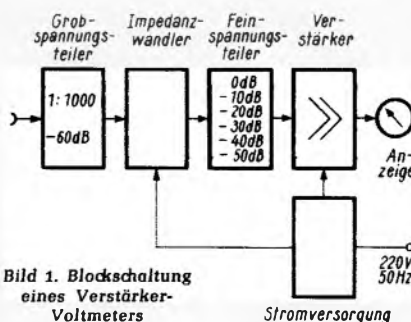 Grob-
spannungs-
teiler
Impedanz-
wandler
Fein-
spannungs-
teiler
Ver-
stärker
1:1000
-60dB
0dB
-10dB
-20dB
-30dB
-40dB
-50dB
An-
zeige
220V
50Hz
Stromversorgung
Bild 1. Blockschaltung
eines Verstärker-
Voltmeters